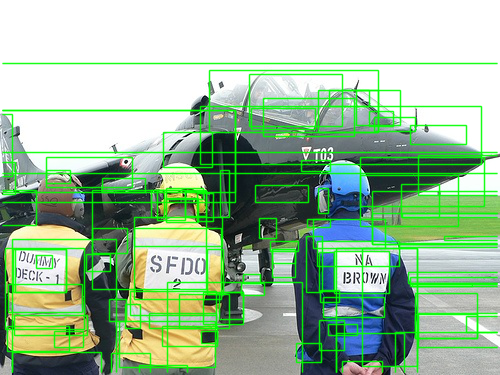 T03
DUMMY
DECK - 1
SFDO
2
NA
BROWN